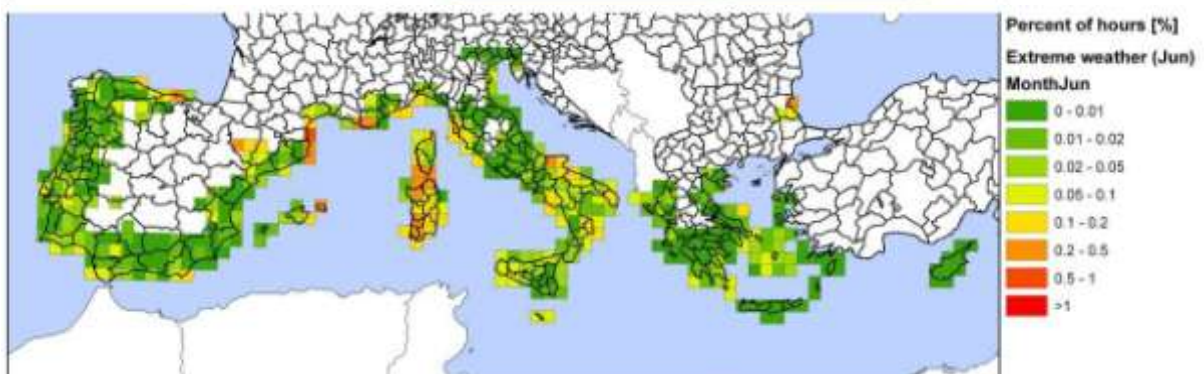 Percent of hours [%]
Extreme weather (Jun)
MonthJun
0 - 0.01
0.01 - 0.02
0.02 - 0.05
0.05 - 0.1
0.1 - 0.2
0.2 - 0.5
0.5 - 1
>1